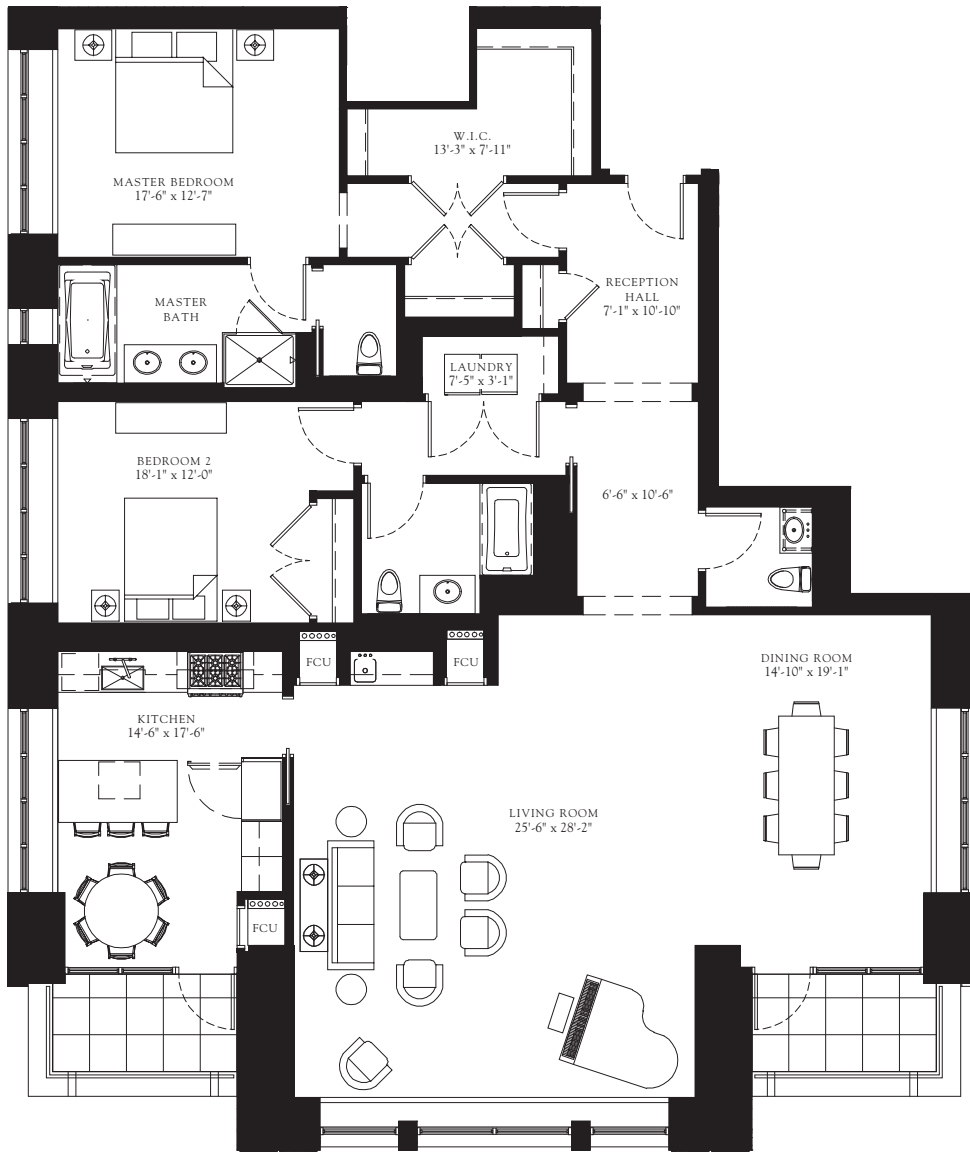 W.I.C.
13'-3" x 7'-11"
MASTER BEDROOM
17'-6" x 12'-7"
RECEPTION
HALL
7'-1" x 10'-10"
MASTER
BATH
LAUNDRY
7'-5" x 3'-1"
BEDROOM 2
18'-1" x 12'-0"
6'-6" x 10'-6"
FCU
FCU
DINING ROOM
14'-10" x 19'-1"
KITCHEN
14'-6" x 17'-6"
LIVING ROOM
25'-6" x 28'-2"
FCU